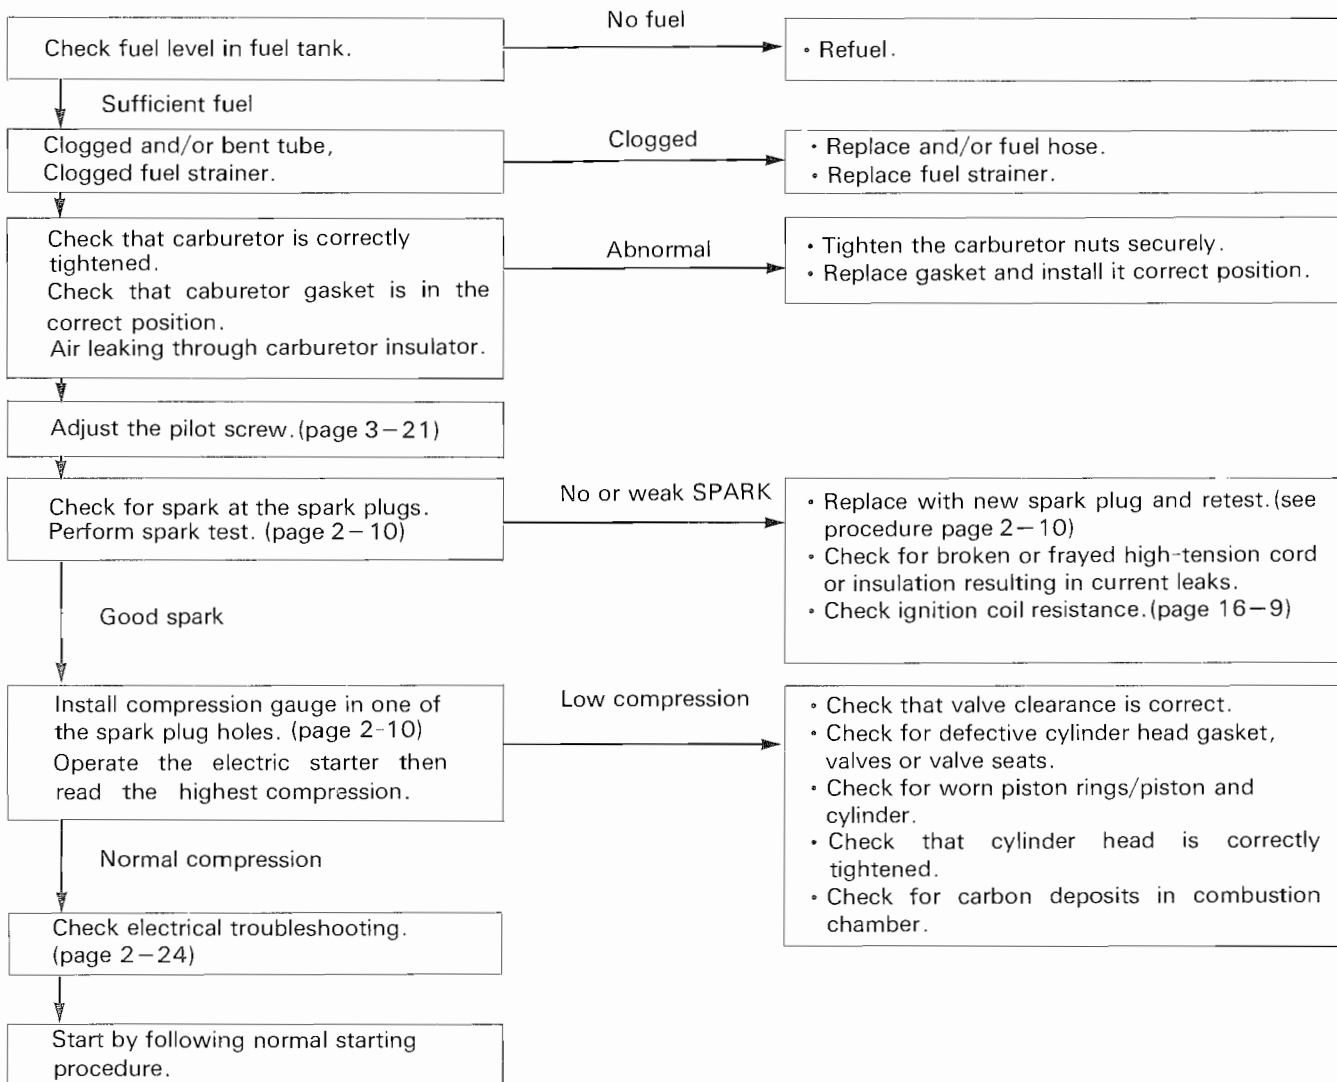 Check fuel level in fuel tank.
No fuel
• Refuel.
Sufficient fuel
Clogged and/or bent tube,
Clogged fuel strainer.
Clogged
• Replace and/or fuel hose.
• Replace fuel strainer.
Check that carburetor is correctly
tightened.
Check that caburetor gasket is in the
correct position.
Air leaking through carburetor insulator.
Abnormal
• Tighten the carburetor nuts securely.
• Replace gasket and install it correct position.
Adjust the pilot screw.(page 3-21)
Check for spark at the spark plugs.
Perform spark test. (page 2-10)
No or weak SPARK
• Replace with new spark plug and retest.(see
procedure page 2-10)
• Check for broken or frayed high-tension cord
or insulation resulting in current leaks.
• Check ignition coil resistance.(page 16-9)
Good spark
Install compression gauge in one of
the spark plug holes. (page 2-10)
Operate the electric starter then
read the highest compression.
Low compression
• Check that valve clearance is correct.
• Check for defective cylinder head gasket,
valves or valve seats.
• Check for worn piston rings/piston and
cylinder.
• Check that cylinder head is correctly
tightened.
• Check for carbon deposits in combustion
chamber.
Normal compression
Check electrical troubleshooting.
(page 2-24)
Start by following normal starting
procedure.